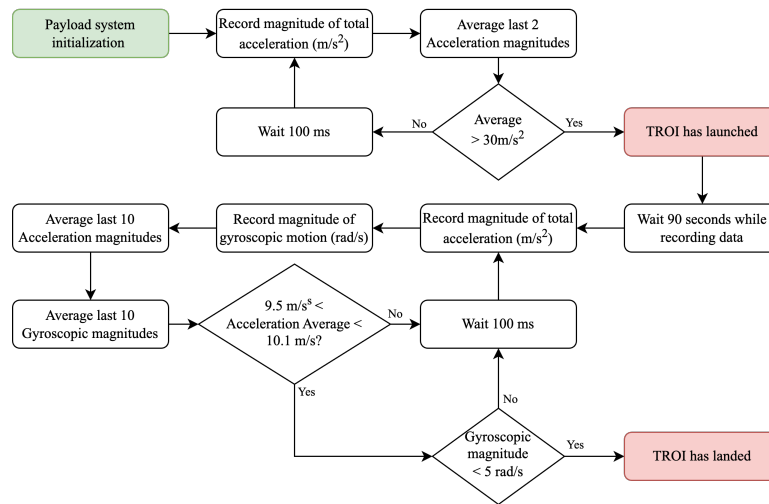 Payload system
initialization
Record magnitude of total
acceleration (m/s²)
Average last 2
Acceleration magnitudes
Wait 100 ms
No
Average
> 30m/s²
Yes
TROI has launched
Average last 10
Acceleration magnitudes
Record magnitude of
gyroscopic motion (rad/s)
Record magnitude of total
acceleration (m/s²)
Wait 90 seconds while
recording data
Average last 10
Gyroscopic magnitudes
9.5 m/sˢ <
Acceleration Average <
10.1 m/s?
No
Wait 100 ms
Yes
No
Gyroscopic
magnitude
< 5 rad/s
Yes
TROI has landed